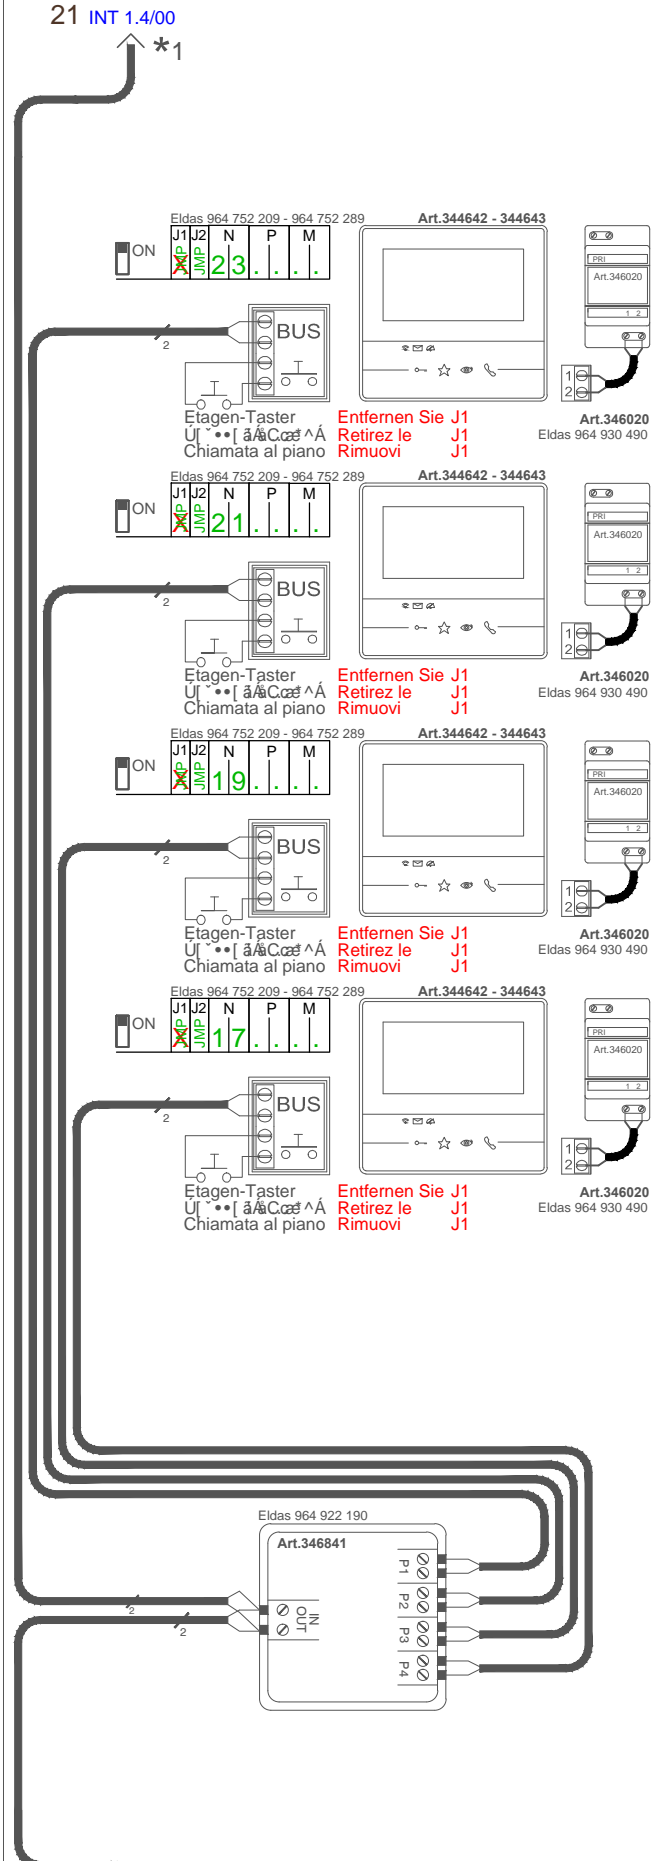 21 INT 1.4/00
*1
Eldas 964 752 209 - 964 752 289 Art.344642 - 344643
ON J1 J2 N P M
JMP JMP 23....
PRI
Art.346020
1 2
BUS
2
1
2
Etagen-Taster Entfernen Sie J1 Art.346020
Retirez le J1 Eldas 964 930 490
Chiamata al piano Rimuovi J1
Eldas 964 752 209 - 964 752 289 Art.344642 - 344643
ON J1 J2 N P M
JMP JMP 21....
PRI
Art.346020
1 2
BUS
2
1
2
Etagen-Taster Entfernen Sie J1 Art.346020
Retirez le J1 Eldas 964 930 490
Chiamata al piano Rimuovi J1
Eldas 964 752 209 - 964 752 289 Art.344642 - 344643
ON J1 J2 N P M
JMP JMP 19....
PRI
Art.346020
1 2
BUS
2
1
2
Etagen-Taster Entfernen Sie J1 Art.346020
Retirez le J1 Eldas 964 930 490
Chiamata al piano Rimuovi J1
Eldas 964 752 209 - 964 752 289 Art.344642 - 344643
ON J1 J2 N P M
JMP JMP 17....
PRI
Art.346020
1 2
BUS
2
1
2
Etagen-Taster Entfernen Sie J1 Art.346020
Retirez le J1 Eldas 964 930 490
Chiamata al piano Rimuovi J1
Eldas 964 922 190
Art.346841
P1
P2
P3
P4
IN
OUT
2
2